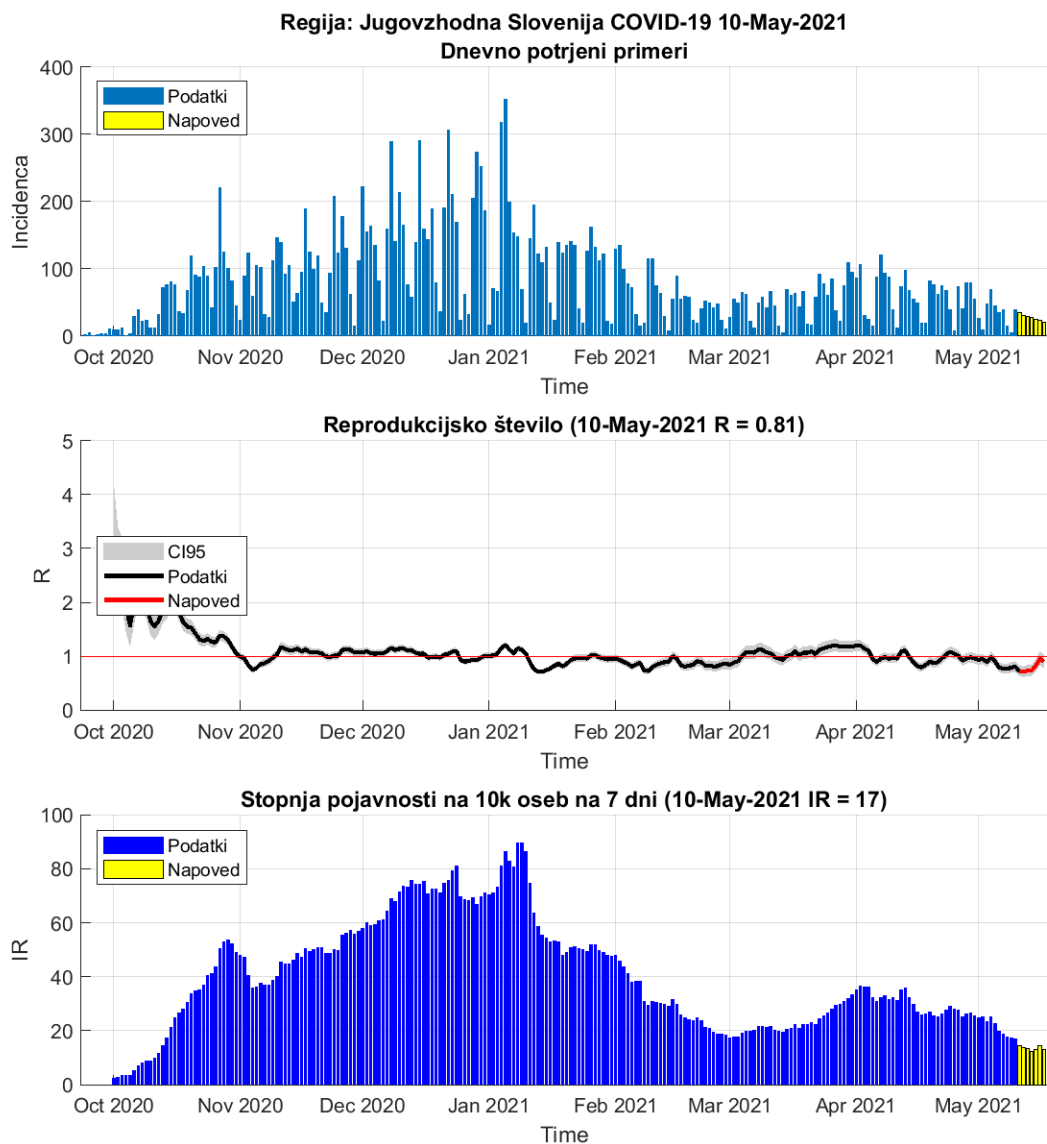 Regija: Jugovzhodna Slovenija COVID-19 10-May-2021
Dnevno potrjeni primeri
400
300
200
100
0
Incidenca
Podatki
Napoved
Oct 2020 Nov 2020 Dec 2020 Jan 2021 Feb 2021 Mar 2021 Apr 2021 May 2021
Time
Reprodukcijsko število (10-May-2021 R = 0.81)
5
4
3
2
1
0
R
CI95
Podatki
Napoved
Oct 2020 Nov 2020 Dec 2020 Jan 2021 Feb 2021 Mar 2021 Apr 2021 May 2021
Time
Stopnja pojavnosti na 10k oseb na 7 dni (10-May-2021 IR = 17)
100
80
60
40
20
0
IR
Podatki
Napoved
Oct 2020 Nov 2020 Dec 2020 Jan 2021 Feb 2021 Mar 2021 Apr 2021 May 2021
Time